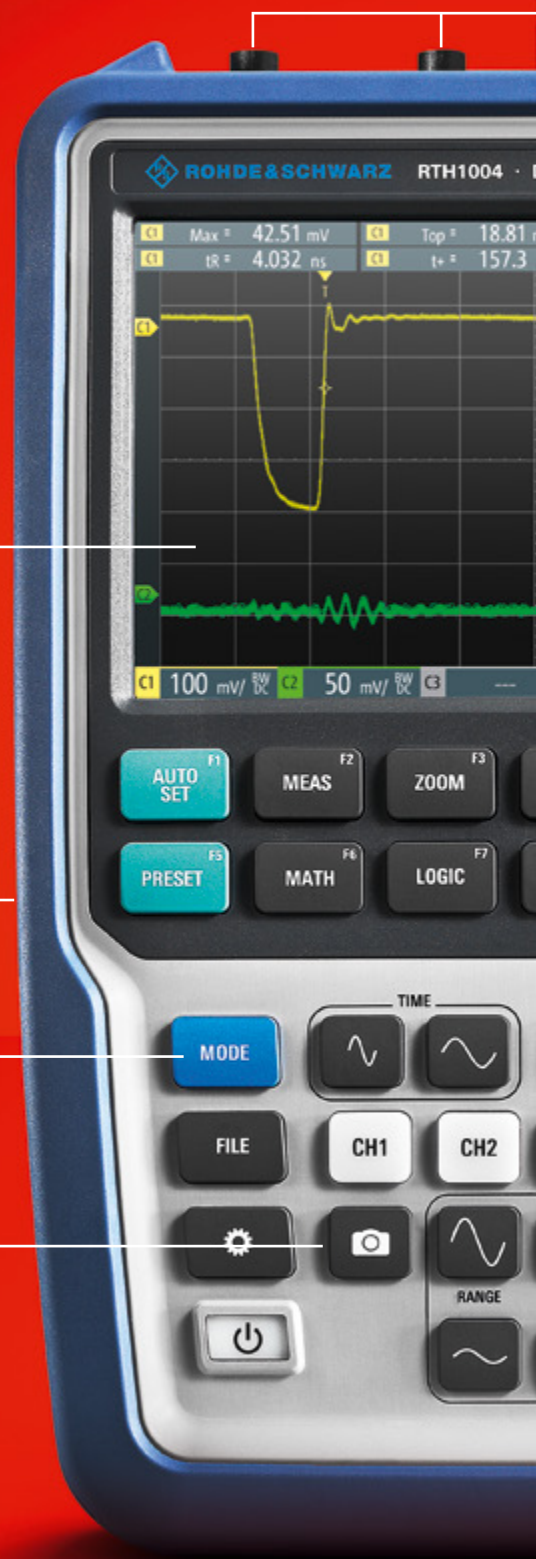 ROHDE&SCHWARZ RTH1004 ·
C1 Max = 42.51 mV C1 Top = 18.81
C1 tR = 4.032 ns C1 t+ = 157.3
T
C1
C2
C1 100 mV/ BW DC C2 50 mV/ BW DC C3 ---
F1 F2 F3
AUTO SET MEAS ZOOM
F5 F6 F7
PRESET MATH LOGIC
TIME
MODE
FILE CH1 CH2
RANGE